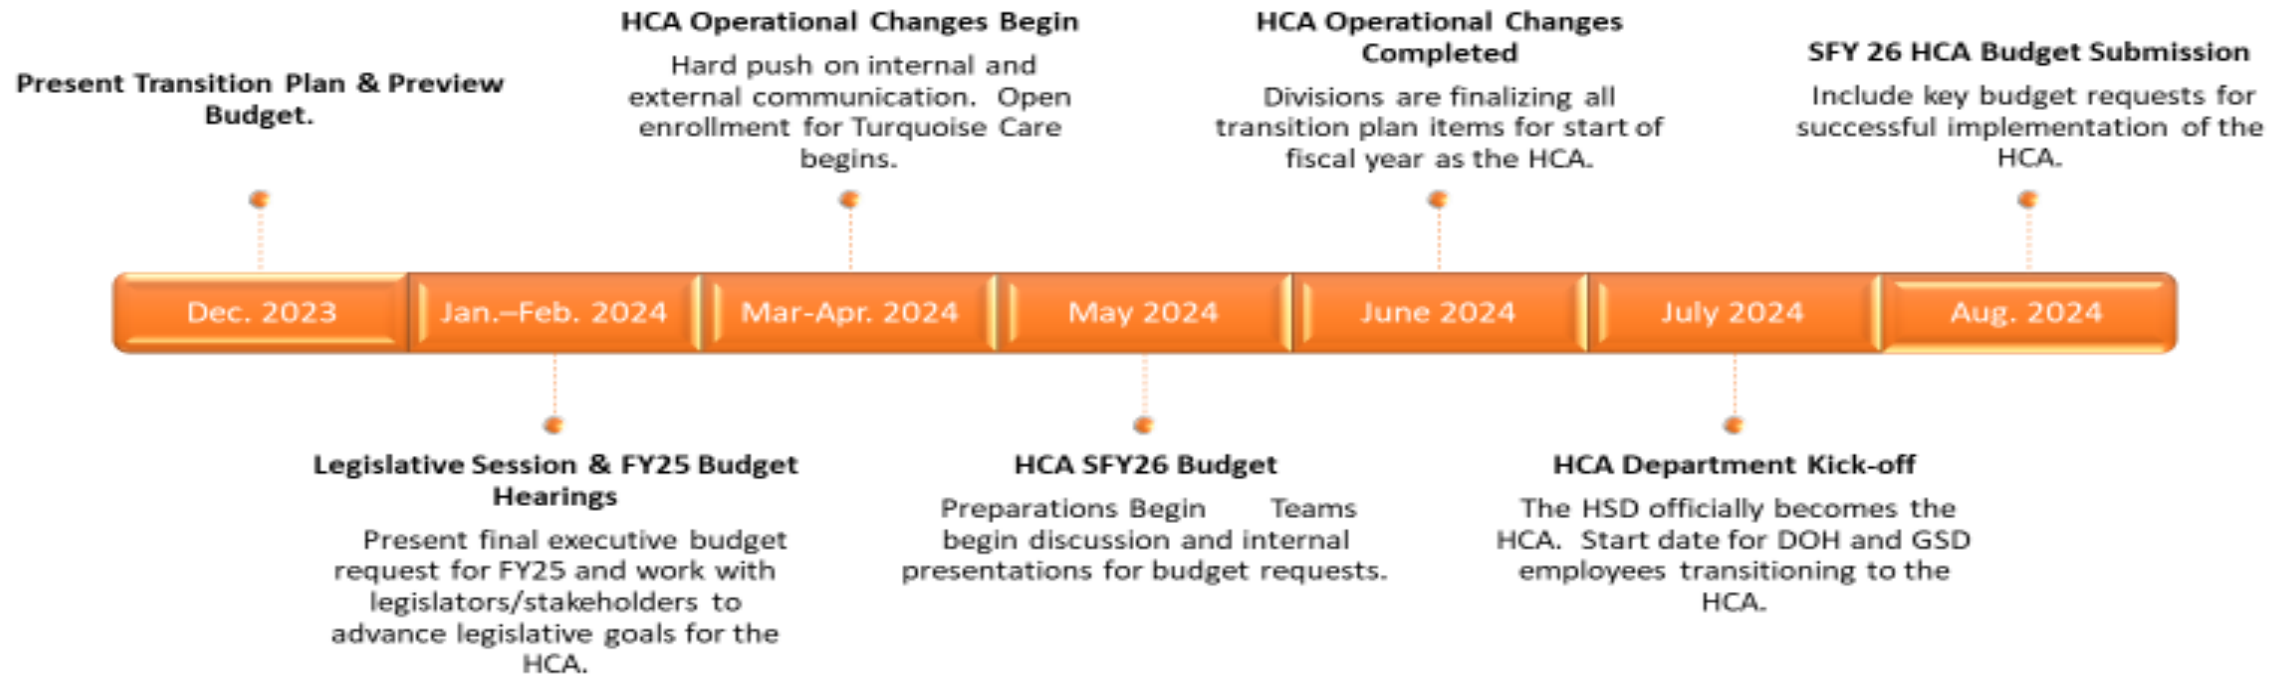 Present Transition Plan & Preview
Budget.
HCA Operational Changes Begin
Hard push on internal and
external communication. Open
enrollment for Turquoise Care
begins.
HCA Operational Changes
Completed
Divisions are finalizing all
transition plan items for start of
fiscal year as the HCA.
SFY 26 HCA Budget Submission
Include key budget requests for
successful implementation of the
HCA.
Dec. 2023
Jan.–Feb. 2024
Mar-Apr. 2024
May 2024
June 2024
July 2024
Aug. 2024
Legislative Session & FY25 Budget
Hearings
Present final executive budget
request for FY25 and work with
legislators/stakeholders to
advance legislative goals for the
HCA.
HCA SFY26 Budget
Preparations Begin Teams
begin discussion and internal
presentations for budget requests.
HCA Department Kick-off
The HSD officially becomes the
HCA. Start date for DOH and GSD
employees transitioning to the
HCA.